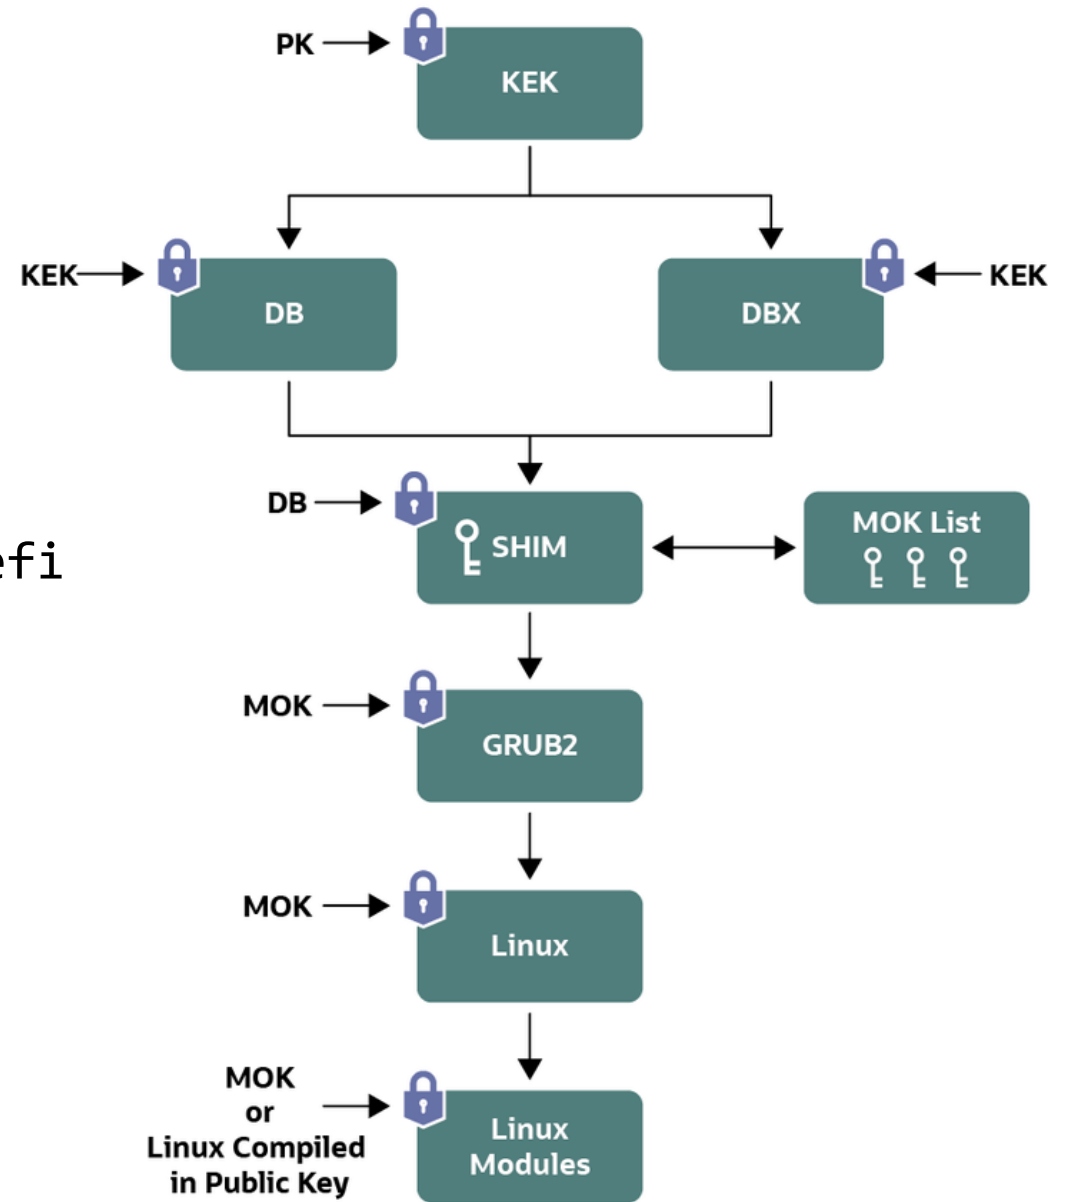 PK
KEK
KEK
DB
DBX
KEK
DB
SHIM
MOK List
efi
MOK
GRUB2
MOK
Linux
MOK
or
Linux Compiled
in Public Key
Linux
Modules